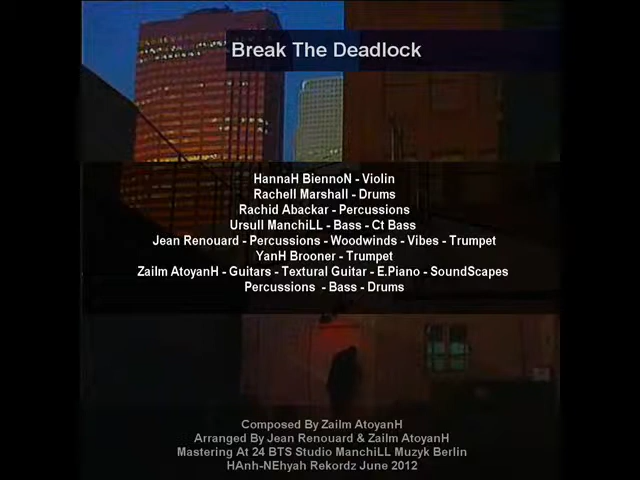 Break The Deadlock
HannaH BiennoN - Violin
Rachell Marshall - Drums
Rachid Abackar - Percussions
Ursull ManchiLL - Bass - Ct Bass
Jean Renouard - Percussions - Woodwinds - Vibes - Trumpet
YanH Brooner - Trumpet
Zailm AtoyanH - Guitars - Textural Guitar - E.Piano - SoundScapes
Percussions - Bass - Drums
Composed By Zailm AtoyanH
Arranged By Jean Renouard & Zailm AtoyanH
Mastering At 24 BTS Studio ManchiLL Muzyk Berlin
HAnh-NEhyah Rekordz June 2012